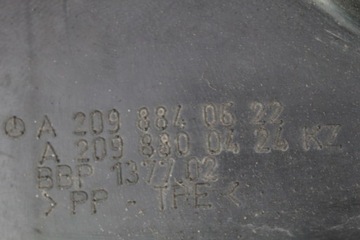 A 209 884 06 22
A 209 880 04 24 KZ
BBP 1377.02
>PP - TPE<